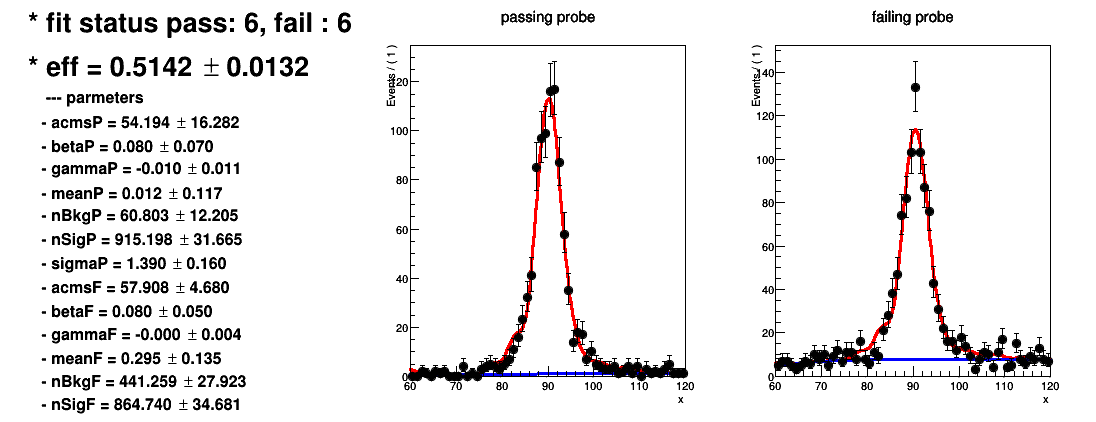 * fit status pass: 6, fail : 6
* eff = 0.5142 ± 0.0132
--- parmeters
- acmsP = 54.194 ± 16.282
- betaP = 0.080 ± 0.070
- gammaP = -0.010 ± 0.011
- meanP = 0.012 ± 0.117
- nBkgP = 60.803 ± 12.205
- nSigP = 915.198 ± 31.665
- sigmaP = 1.390 ± 0.160
- acmsF = 57.908 ± 4.680
- betaF = 0.080 ± 0.050
- gammaF = -0.000 ± 0.004
- meanF = 0.295 ± 0.135
- nBkgF = 441.259 ± 27.923
- nSigF = 864.740 ± 34.681
passing probe
Events / ( 1 )
120
100
80
60
40
20
0
60 70 80 90 100 110 120
x
failing probe
Events / ( 1 )
140
120
100
80
60
40
20
0
60 70 80 90 100 110 120
x